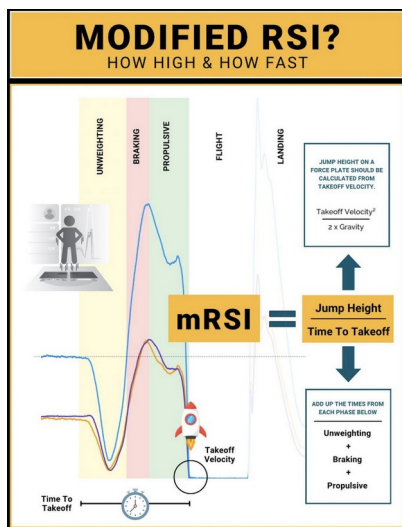 MODIFIED RSI?
HOW HIGH & HOW FAST
UNWEIGHTING
BRAKING
PROPULSIVE
FLIGHT
LANDING
JUMP HEIGHT ON A
FORCE PLATE SHOULD BE
CALCULATED FROM
TAKEOFF VELOCITY.
Takeoff Velocity²
2 x Gravity
mRSI
=
Jump Height
Time To Takeoff
ADD UP THE TIMES FROM
EACH PHASE BELOW
Unweighting
+
Braking
+
Propulsive
Takeoff
Velocity
Time To
Takeoff